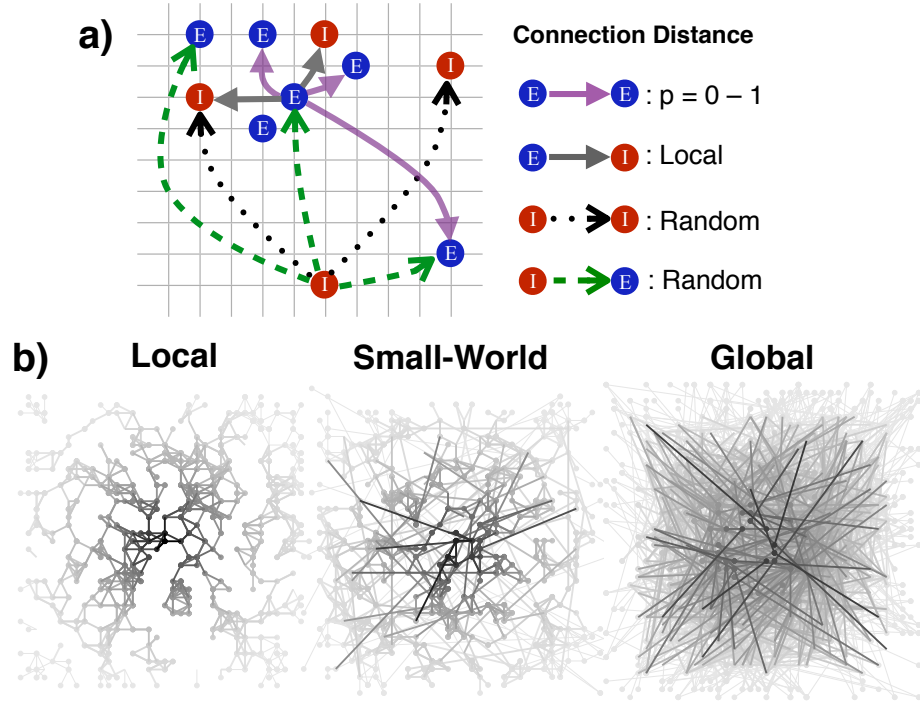 a)
E E I
E I
I E
E
E
I
Connection Distance
E E : p = 0 – 1
E I : Local
I I : Random
I E : Random
b)
Local Small-World Global